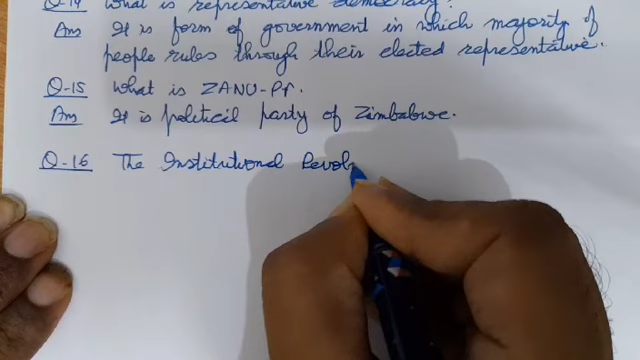 Q-14 What is representative democracy?
Ans It is form of government in which majority of
people rules through their elected representative.
Q-15 What is ZANU-PF.
Ans It is political party of Zimbabwe.
Q-16 The Institutional Revol